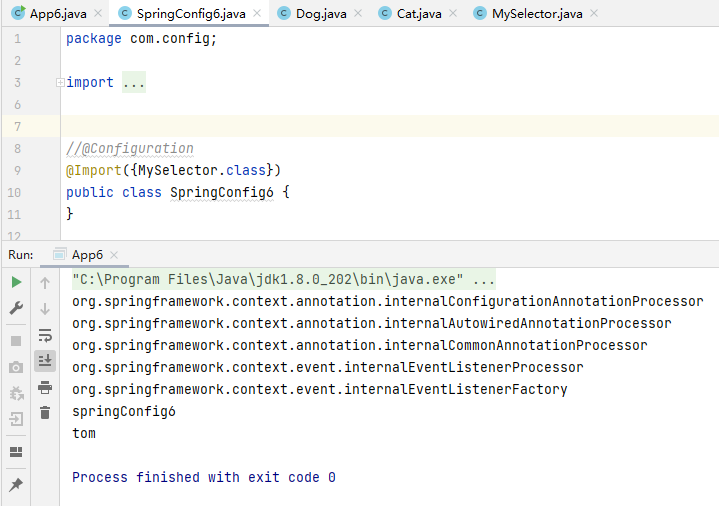 App6.java SpringConfig6.java Dog.java Cat.java MySelector.java
1 package com.config;
2
3 import ...
6
7
8 //@Configuration
9 @Import({MySelector.class})
10 public class SpringConfig6 {
11 }
12
Run: App6
"C:\Program Files\Java\jdk1.8.0_202\bin\java.exe" ...
org.springframework.context.annotation.internalConfigurationAnnotationProcessor
org.springframework.context.annotation.internalAutowiredAnnotationProcessor
org.springframework.context.annotation.internalCommonAnnotationProcessor
org.springframework.context.event.internalEventListenerProcessor
org.springframework.context.event.internalEventListenerFactory
springConfig6
tom
Process finished with exit code 0